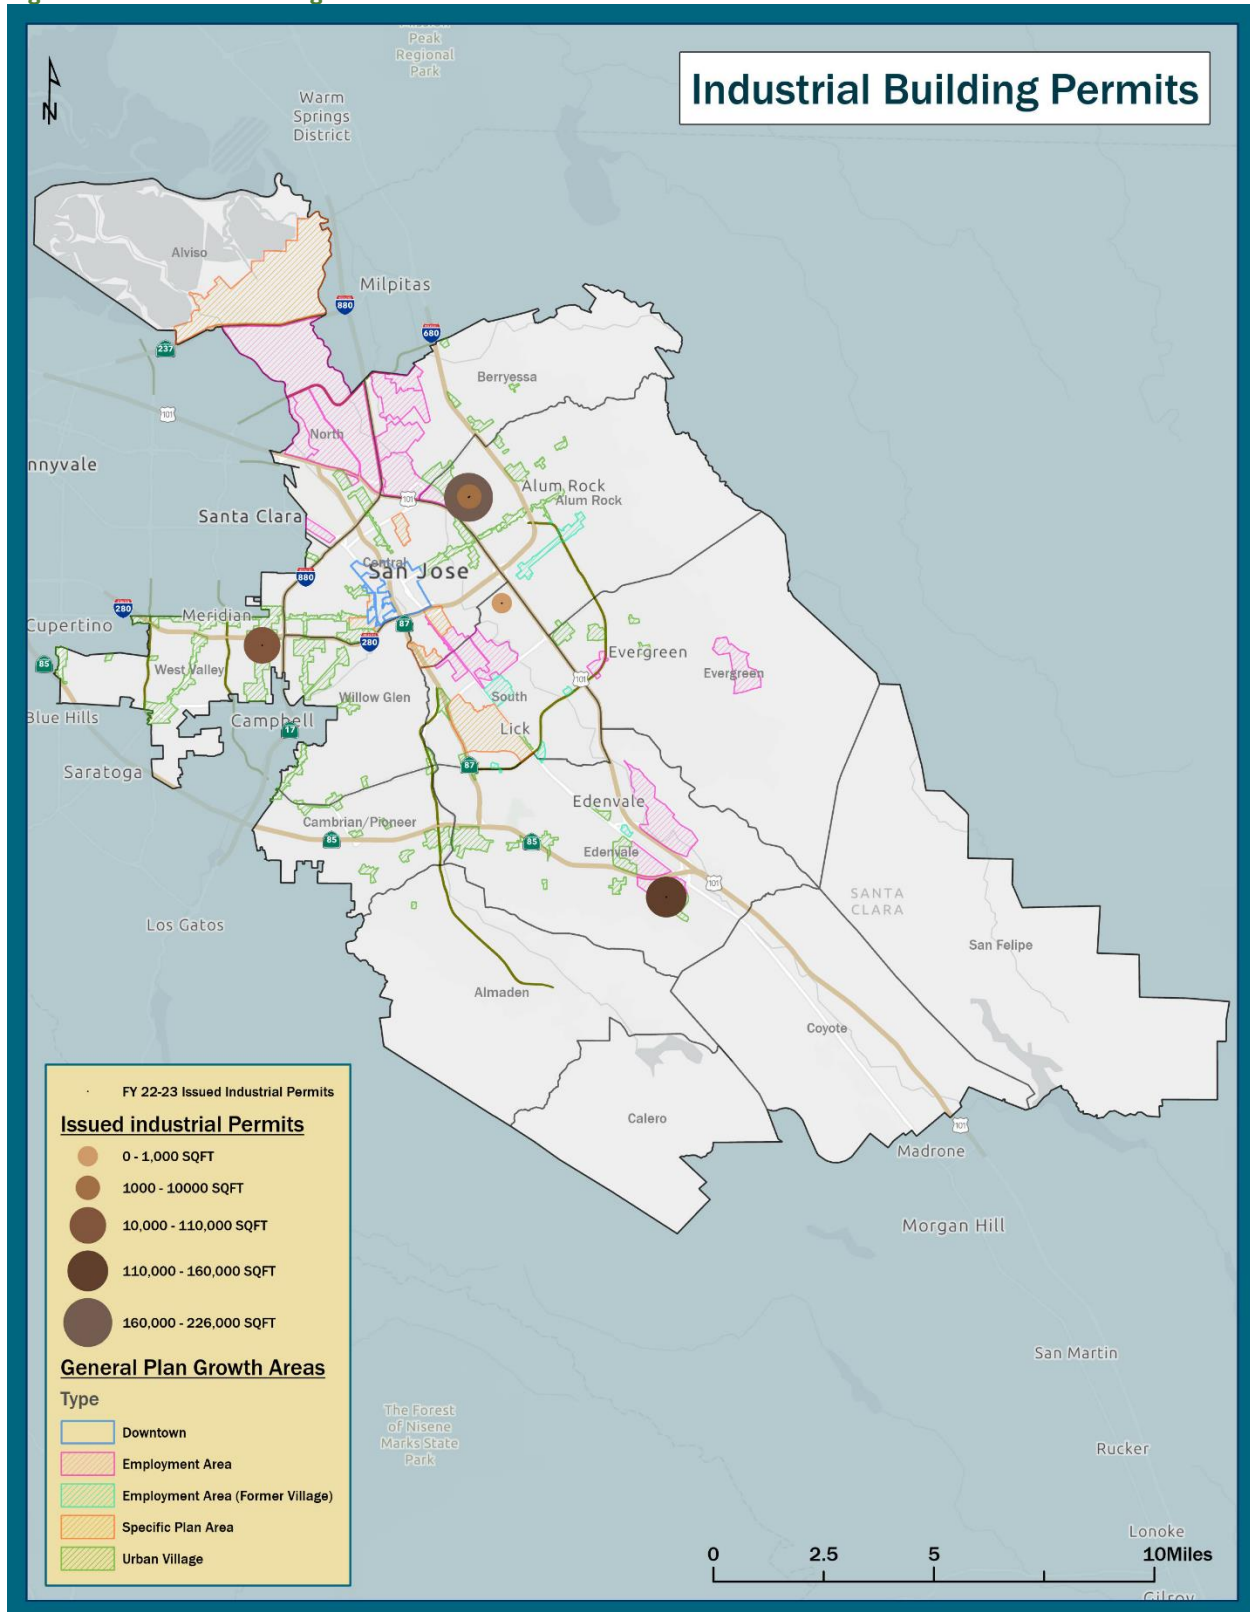 Mission
Peak
Regional
Park
Industrial Building Permits
N
Warm
Springs
District
Alviso
Milpitas
880
680
237
Berryessa
101
North
nnyvale
Alum Rock
Alum Rock
101
Santa Clara
Central
San Jose
880
280
Meridian
87
Cupertino
280
Evergreen
85
West Valley
101
Evergreen
Willow Glen
South
Blue Hills
Campbell
17
Lick
Saratoga
87
Edenvale
Cambrian/Pioneer
85
85
Edenvale
101
SANTA
CLARA
Los Gatos
San Felipe
Almaden
Coyote
Calero
101
Madrone
Morgan Hill
San Martin
The Forest
of Nisene
Marks State
Park
Rucker
Lonoke
Gilroy
FY 22-23 Issued Industrial Permits
Issued industrial Permits
0 - 1,000 SQFT
1000 - 10000 SQFT
10,000 - 110,000 SQFT
110,000 - 160,000 SQFT
160,000 - 226,000 SQFT
General Plan Growth Areas
Type
Downtown
Employment Area
Employment Area (Former Village)
Specific Plan Area
Urban Village
0 2.5 5 10Miles